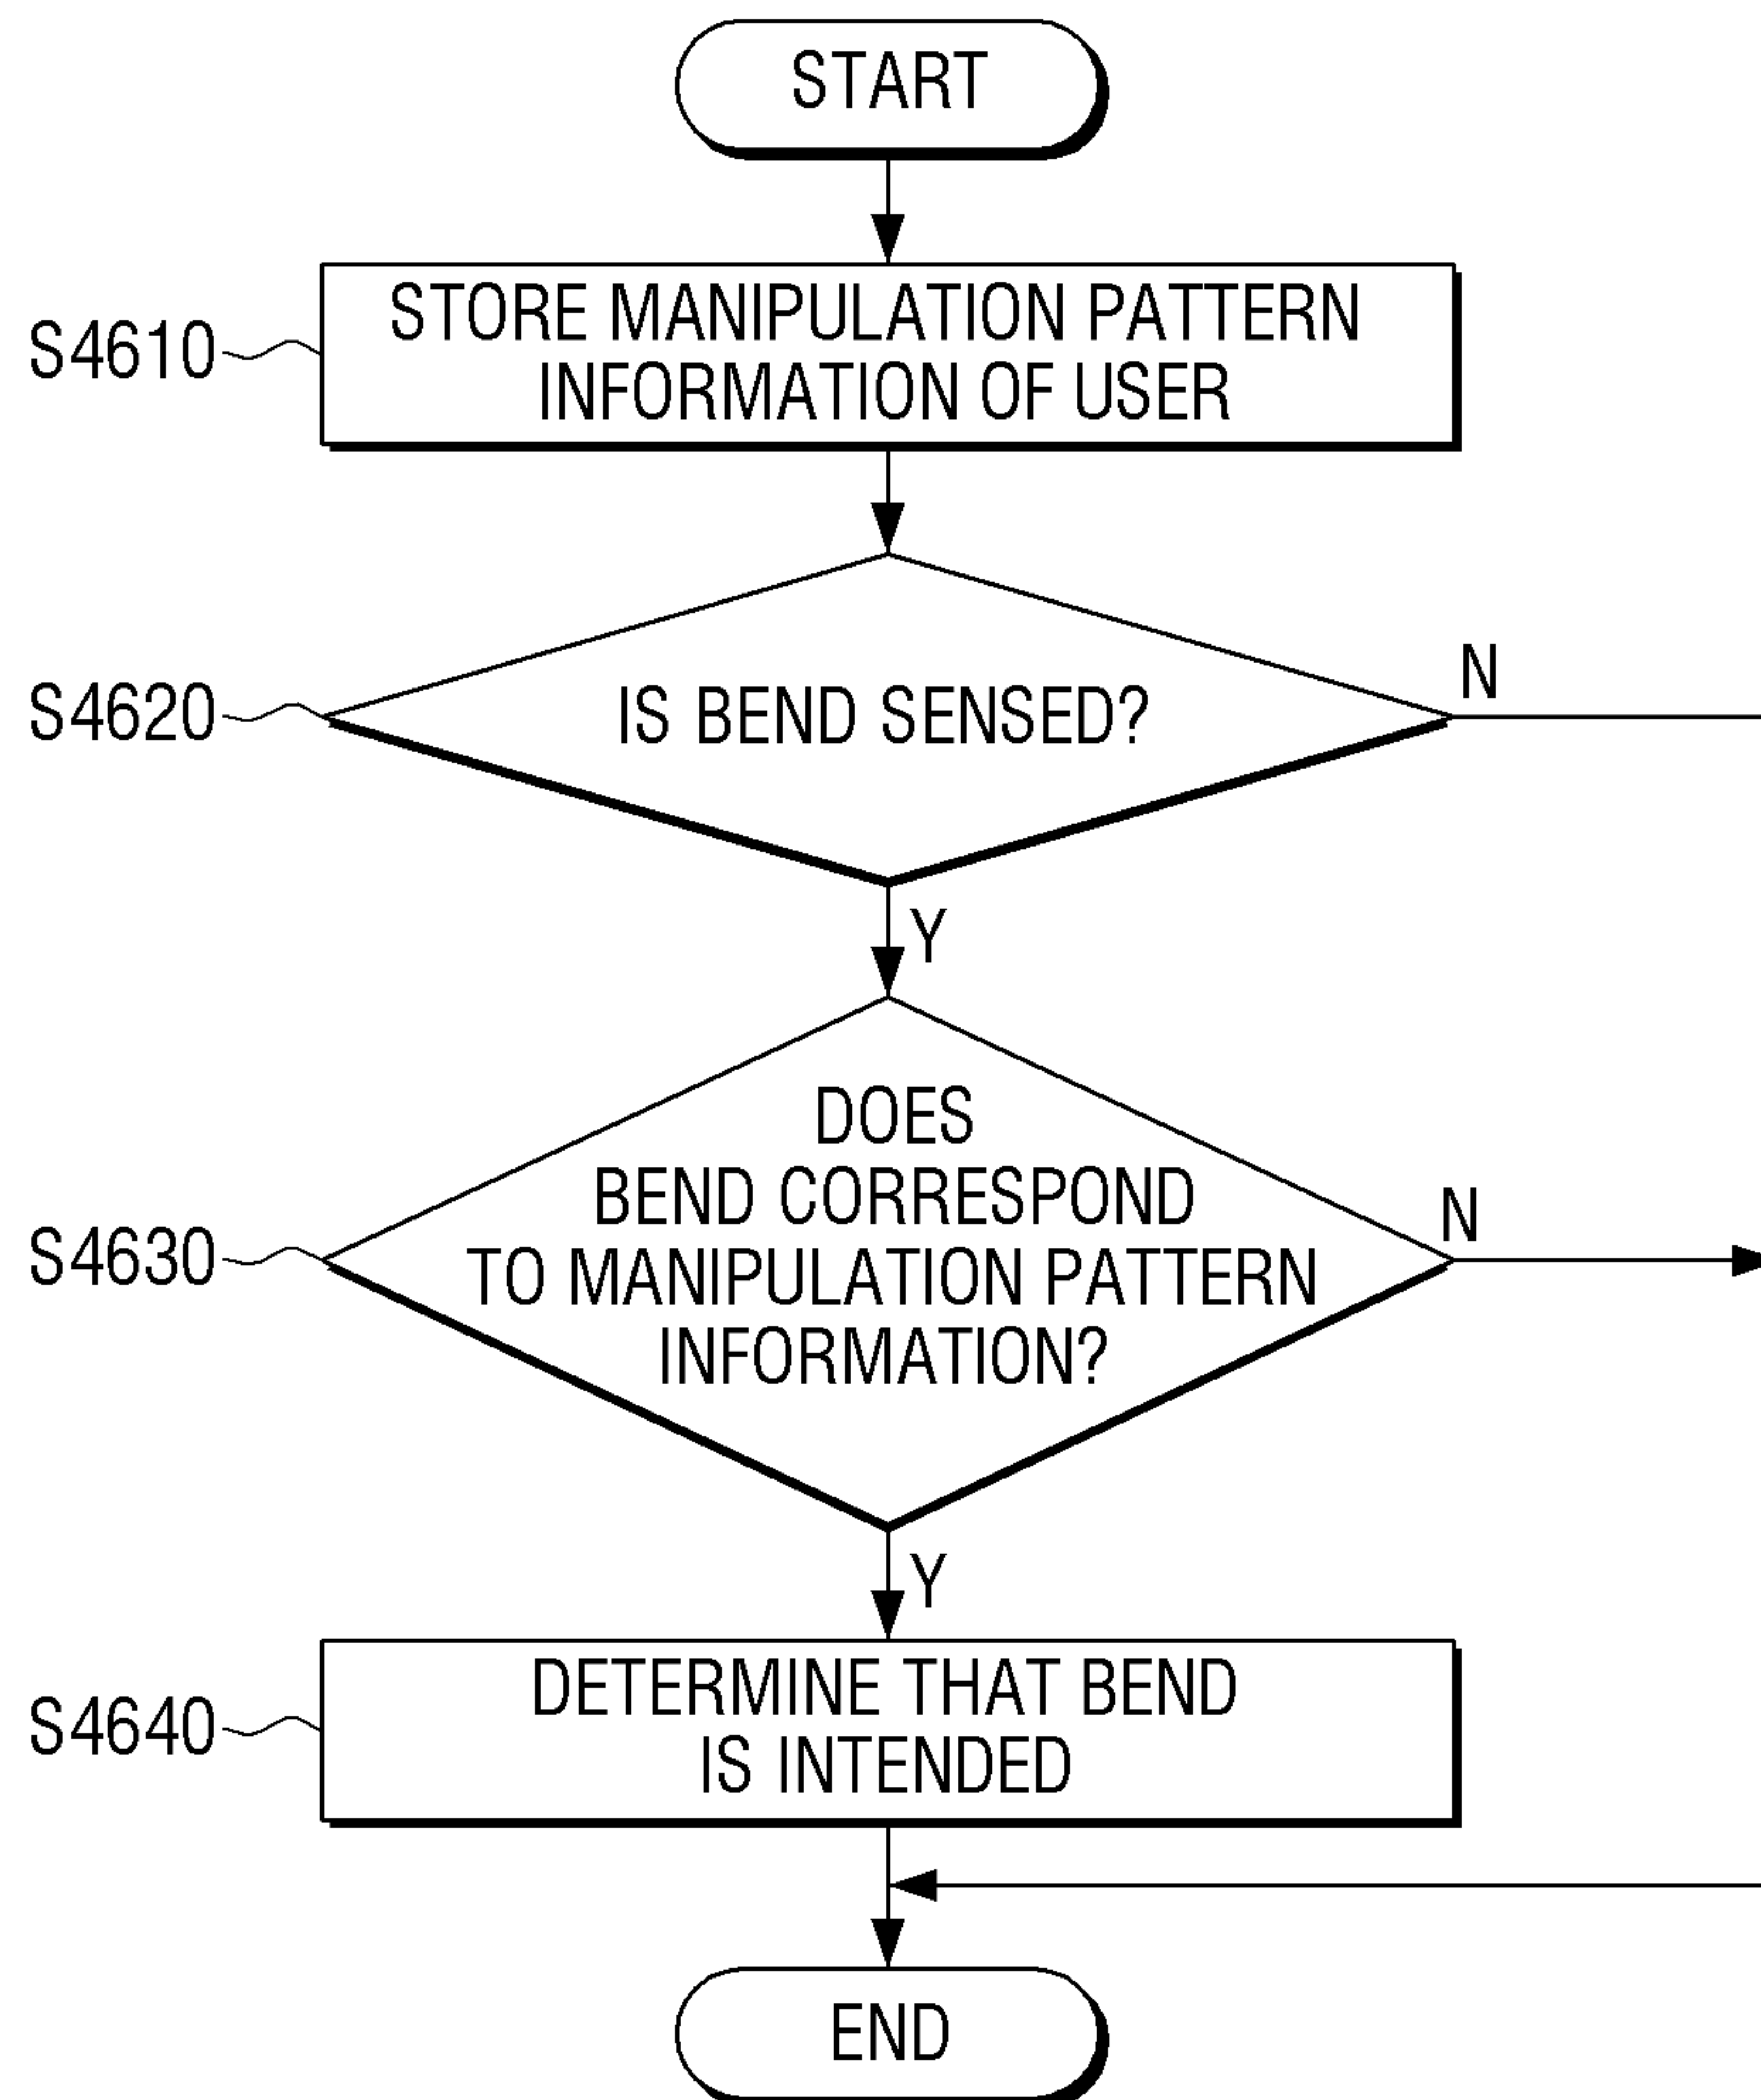 START
S4610
STORE MANIPULATION PATTERN
INFORMATION OF USER
S4620
IS BEND SENSED?
N
Y
S4630
DOES
BEND CORRESPOND
TO MANIPULATION PATTERN
INFORMATION?
N
Y
S4640
DETERMINE THAT BEND
IS INTENDED
END